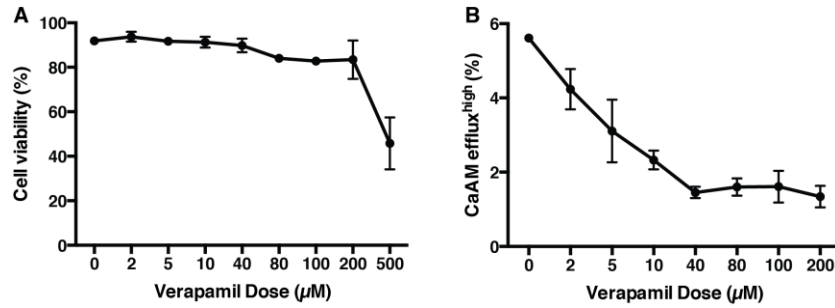 A
Cell viability (%)
100
80
60
40
20
0
0 2 5 10 40 80 100 200 500
Verapamil Dose (µM)
B
CaAM efflux^high (%)
6
4
2
0
0 2 5 10 40 80 100 200
Verapamil Dose (µM)